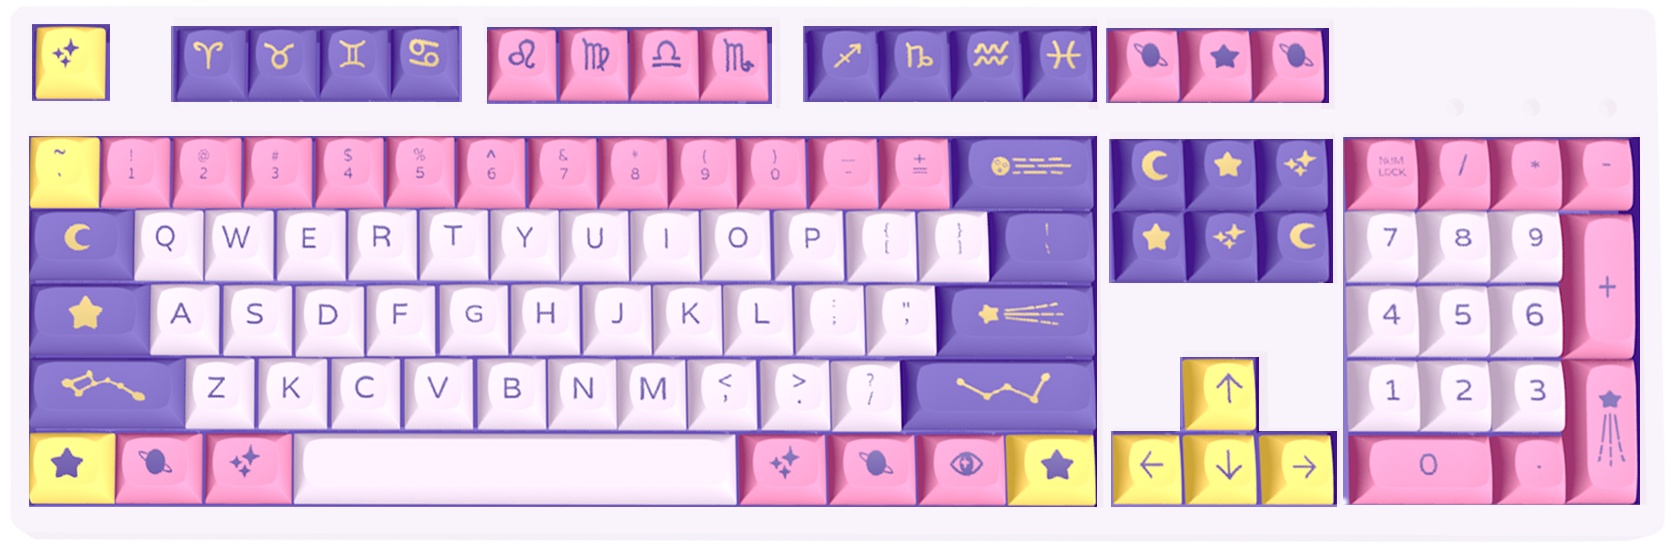 ♈ ♉ ♊ ♋ ♌ ♍ ♎ ♏ ♐ ♑ ♒ ♓
~ ! @ # $ % ^ & * ( ) _ +
` 1 2 3 4 5 6 7 8 9 0 - =
Q W E R T Y U I O P { }
[ ]
A S D F G H J K L : "
; '
Z X C V B N M < > ?
, . /
↑
← ↓ →
NUM LOCK / * -
7 8 9
+
4 5 6
1 2 3
0 .